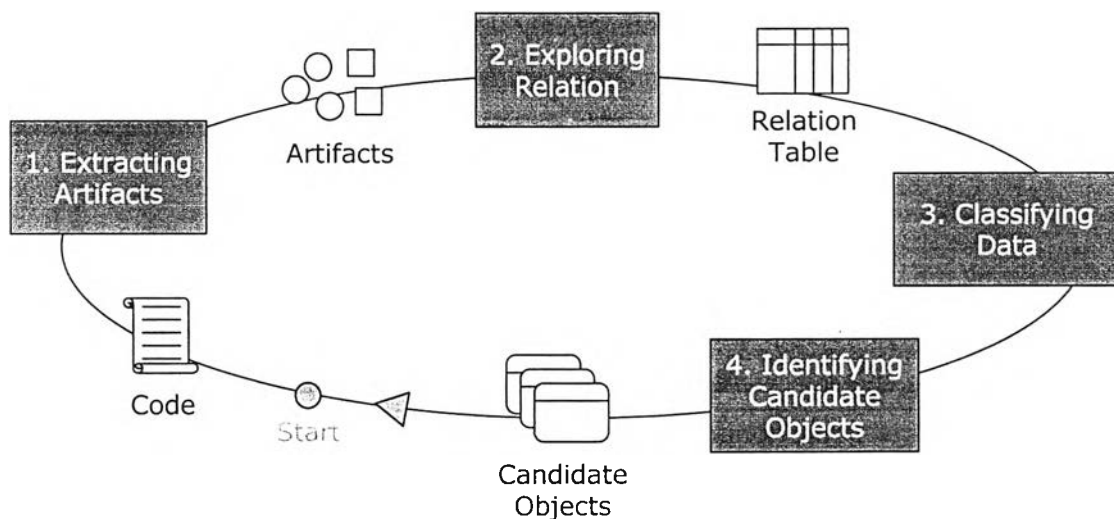 2. Exploring
Relation
Artifacts
Relation
Table
1. Extracting
Artifacts
3. Classifying
Data
Code
Start
4. Identifying
Candidate
Objects
Candidate
Objects